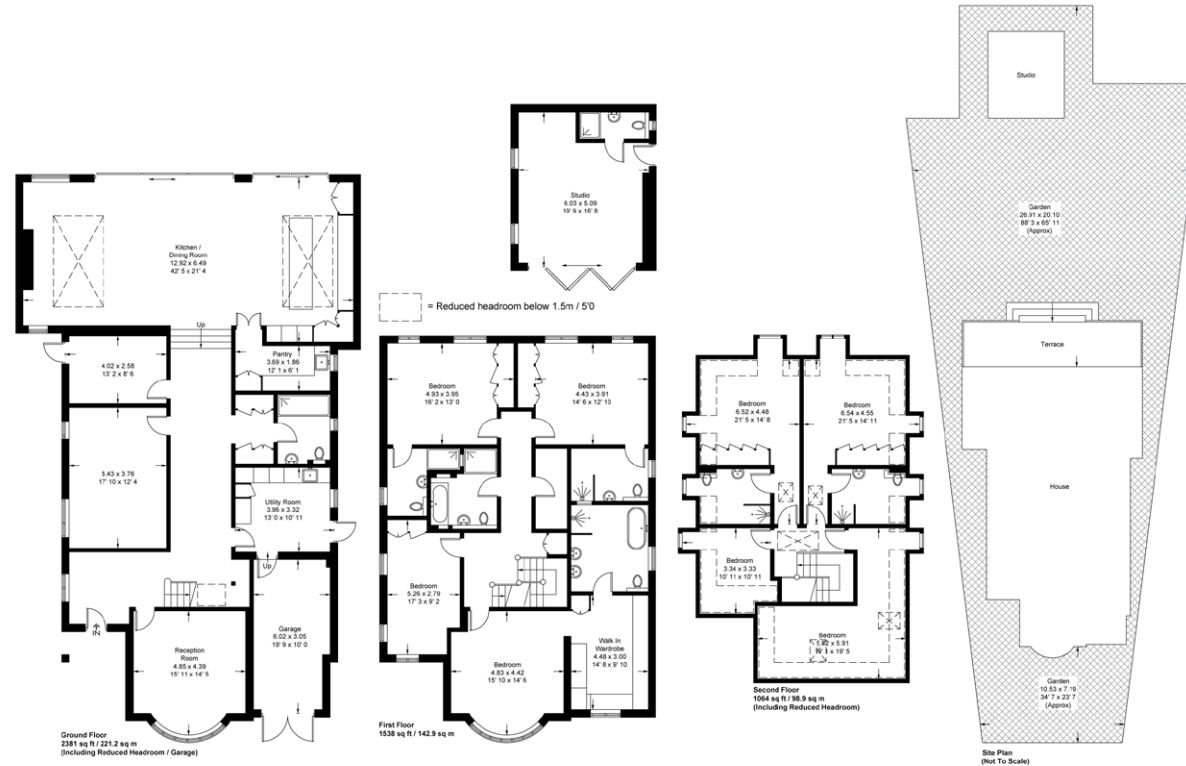 Kitchen /
Dining Room
12.92 x 6.49
42' 5 x 21' 4
Up
Pantry
3.69 x 1.86
12' 1 x 6' 1
4.02 x 2.58
13' 2 x 8' 6
5.43 x 3.76
17' 10 x 12' 4
Utility Room
3.96 x 3.32
13' 0 x 10' 11
Up
Garage
6.02 x 3.05
19' 9 x 10' 0
IN
Reception
Room
4.85 x 4.39
15' 11 x 14' 5
Ground Floor
2381 sq ft / 221.2 sq m
(Including Reduced Headroom / Garage)
Studio
6.03 x 5.09
19' 9 x 16' 8
= Reduced headroom below 1.5m / 5'0
Bedroom
4.93 x 3.95
16' 2 x 13' 0
Bedroom
4.43 x 3.91
14' 6 x 12' 10
Bedroom
5.26 x 2.79
17' 3 x 9' 2
Bedroom
4.83 x 4.42
15' 10 x 14' 6
Walk In
Wardrobe
4.48 x 3.00
14' 8 x 9' 10
First Floor
1538 sq ft / 142.9 sq m
Bedroom
6.52 x 4.48
21' 5 x 14' 8
Bedroom
6.54 x 4.55
21' 5 x 14' 11
Bedroom
3.34 x 3.33
10' 11 x 10' 11
Bedroom
x 5.91
x 19' 5
Second Floor
1064 sq ft / 98.9 sq m
(Including Reduced Headroom)
Studio
Garden
26.91 x 20.10
88' 3 x 65' 11
(Approx)
Terrace
House
Garden
10.53 x 7.19
34' 7 x 23' 7
(Approx)
Site Plan
(Not To Scale)